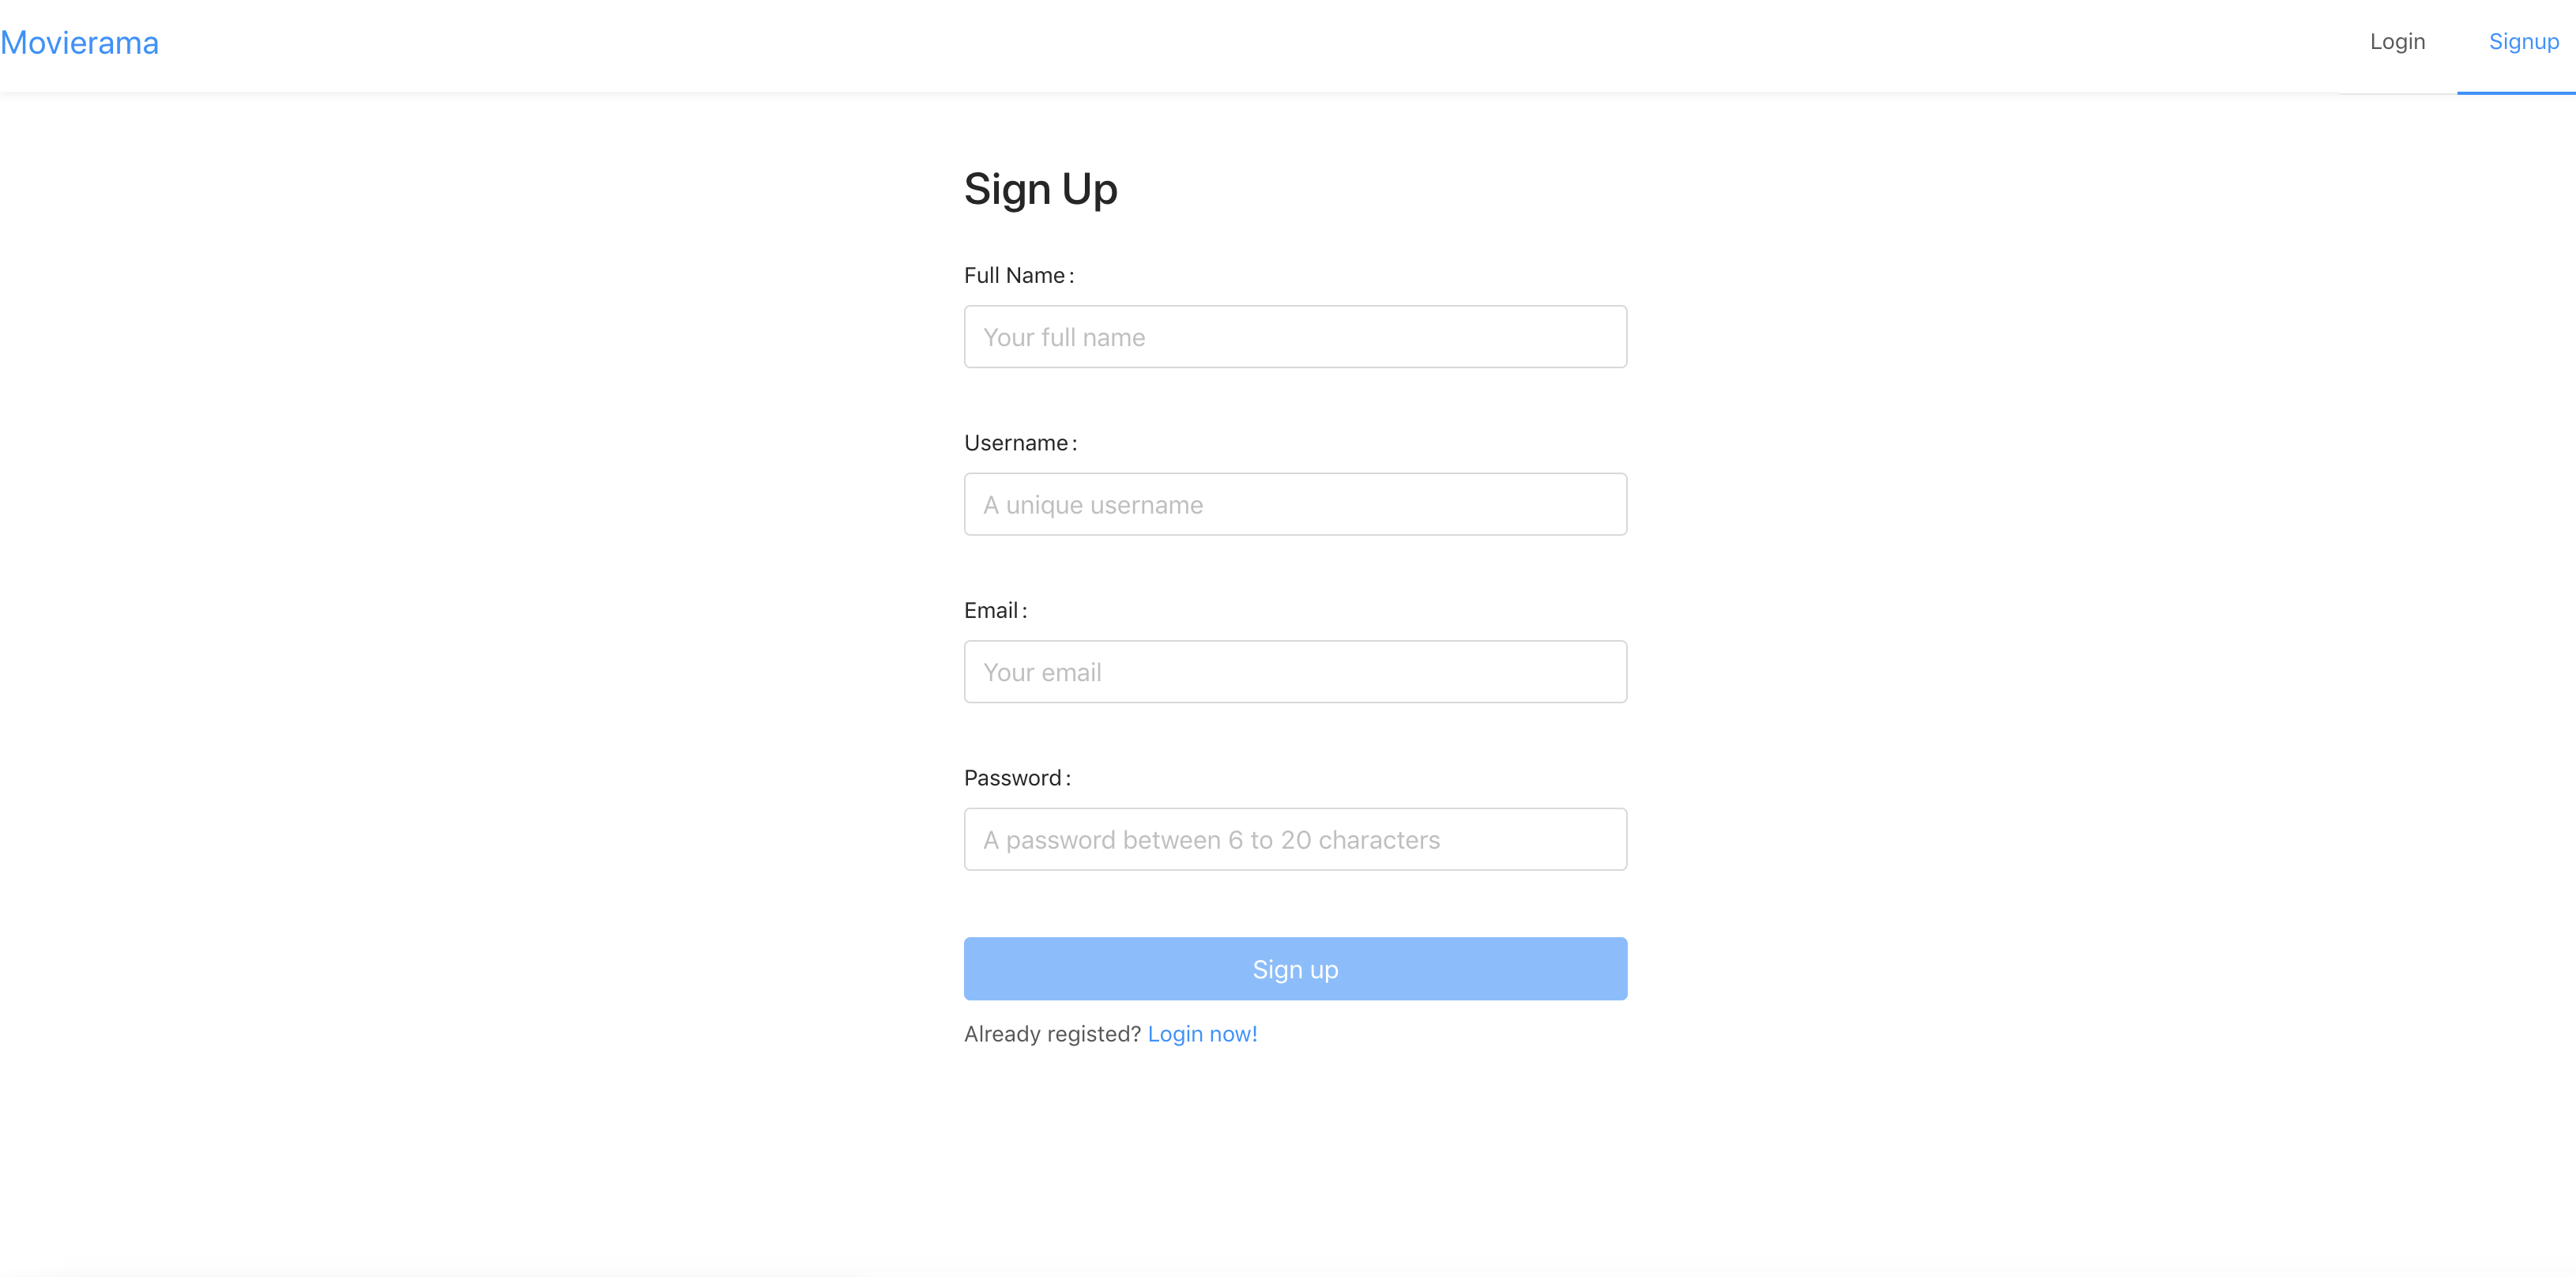 Movierama
Login
Signup
Sign Up
Full Name :
Your full name
Username :
A unique username
Email :
Your email
Password :
A password between 6 to 20 characters
Sign up
Already registed? Login now!